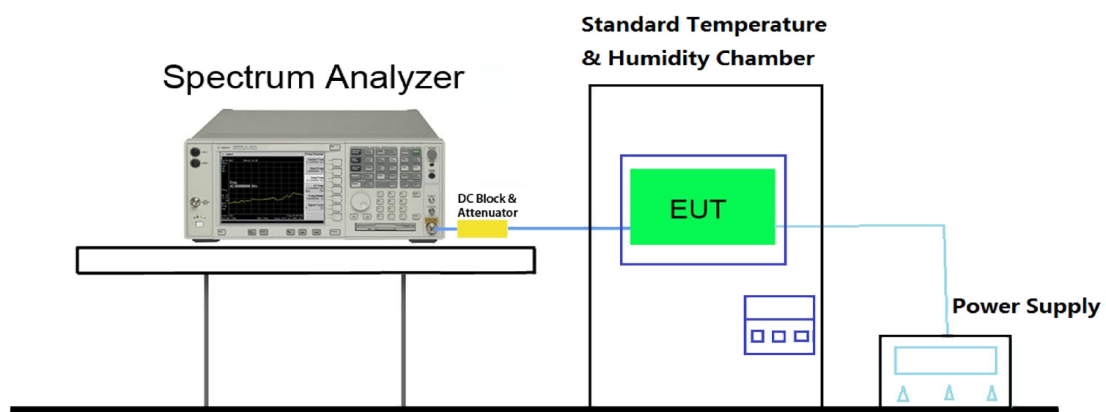 Standard Temperature
& Humidity Chamber
Spectrum Analyzer
DC Block &
Attenuator
EUT
Power Supply